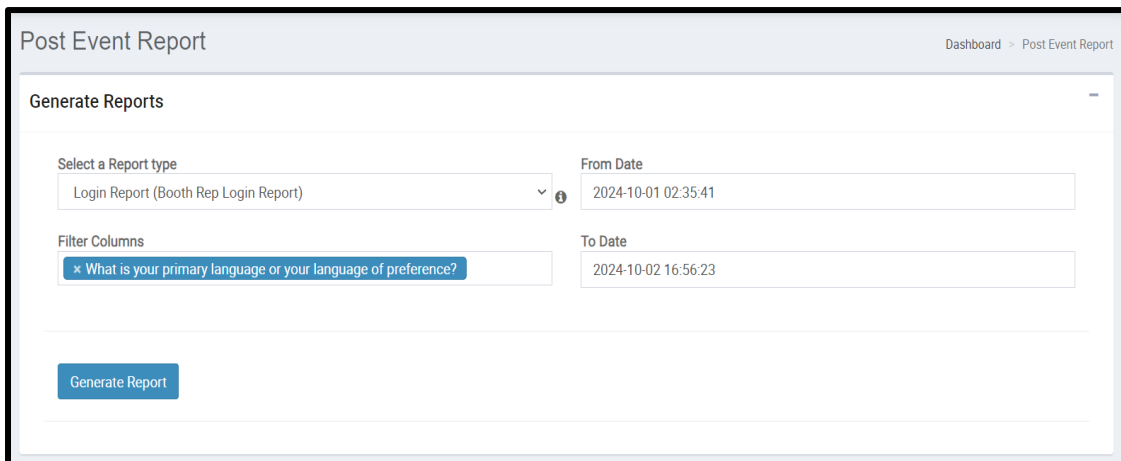 Post Event Report
Dashboard > Post Event Report
Generate Reports
Select a Report type
Login Report (Booth Rep Login Report)
From Date
2024-10-01 02:35:41
Filter Columns
× What is your primary language or your language of preference?
To Date
2024-10-02 16:56:23
Generate Report